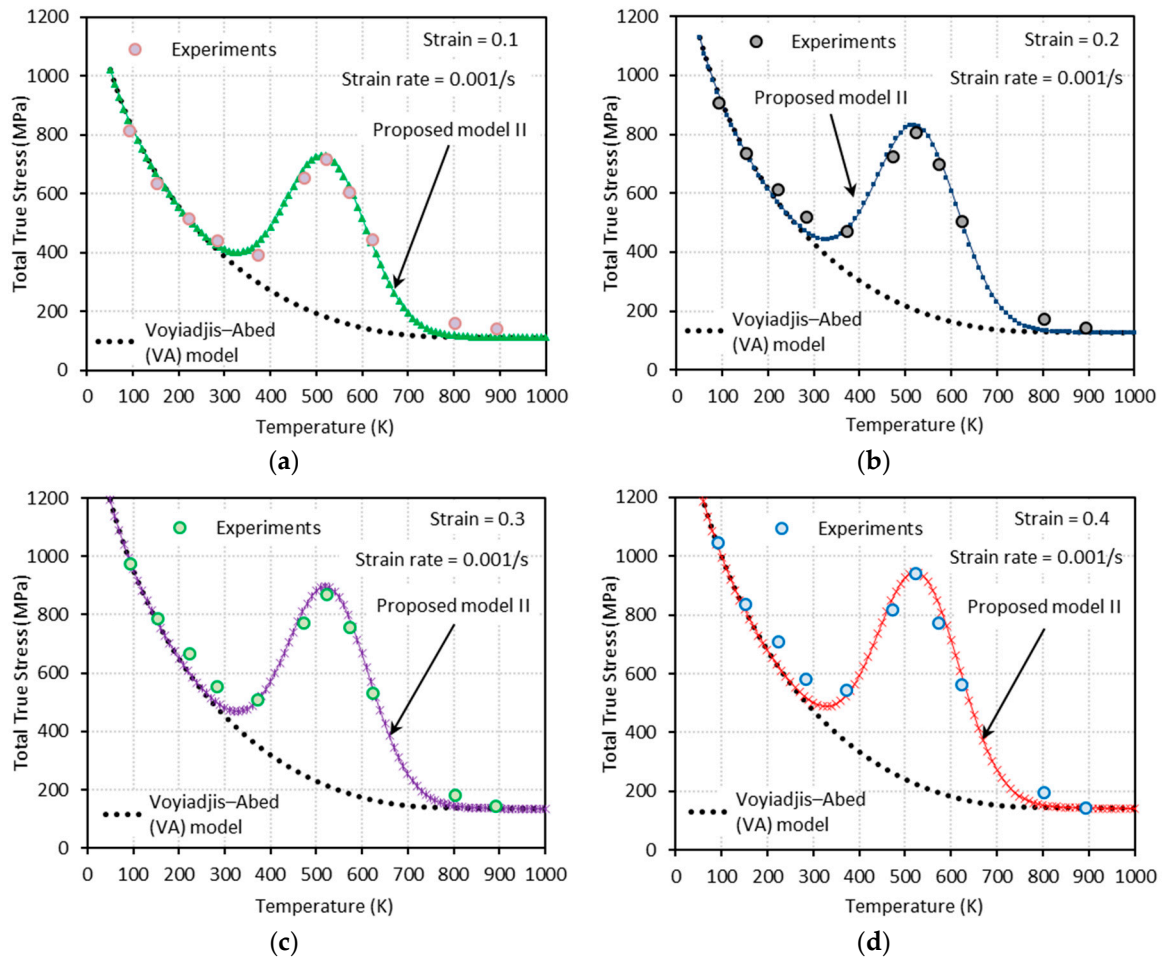 1200
1000
800
600
400
200
0
Total True Stress (MPa)
Experiments
Strain = 0.1
Strain rate = 0.001/s
Proposed model II
Voyiadjis–Abed
(VA) model
0 100 200 300 400 500 600 700 800 900 1000
Temperature (K)
(a)
1200
1000
800
600
400
200
0
Total True Stress (MPa)
Experiments
Strain = 0.2
Strain rate = 0.001/s
Proposed model II
Voyiadjis–Abed
(VA) model
0 100 200 300 400 500 600 700 800 900 1000
Temperature (K)
(b)
1200
1000
800
600
400
200
0
Total True Stress (MPa)
Experiments
Strain = 0.3
Strain rate = 0.001/s
Proposed model II
Voyiadjis–Abed
(VA) model
0 100 200 300 400 500 600 700 800 900 1000
Temperature (K)
(c)
1200
1000
800
600
400
200
0
Total True Stress (MPa)
Experiments
Strain = 0.4
Strain rate = 0.001/s
Proposed model II
Voyiadjis–Abed
(VA) model
0 100 200 300 400 500 600 700 800 900 1000
Temperature (K)
(d)